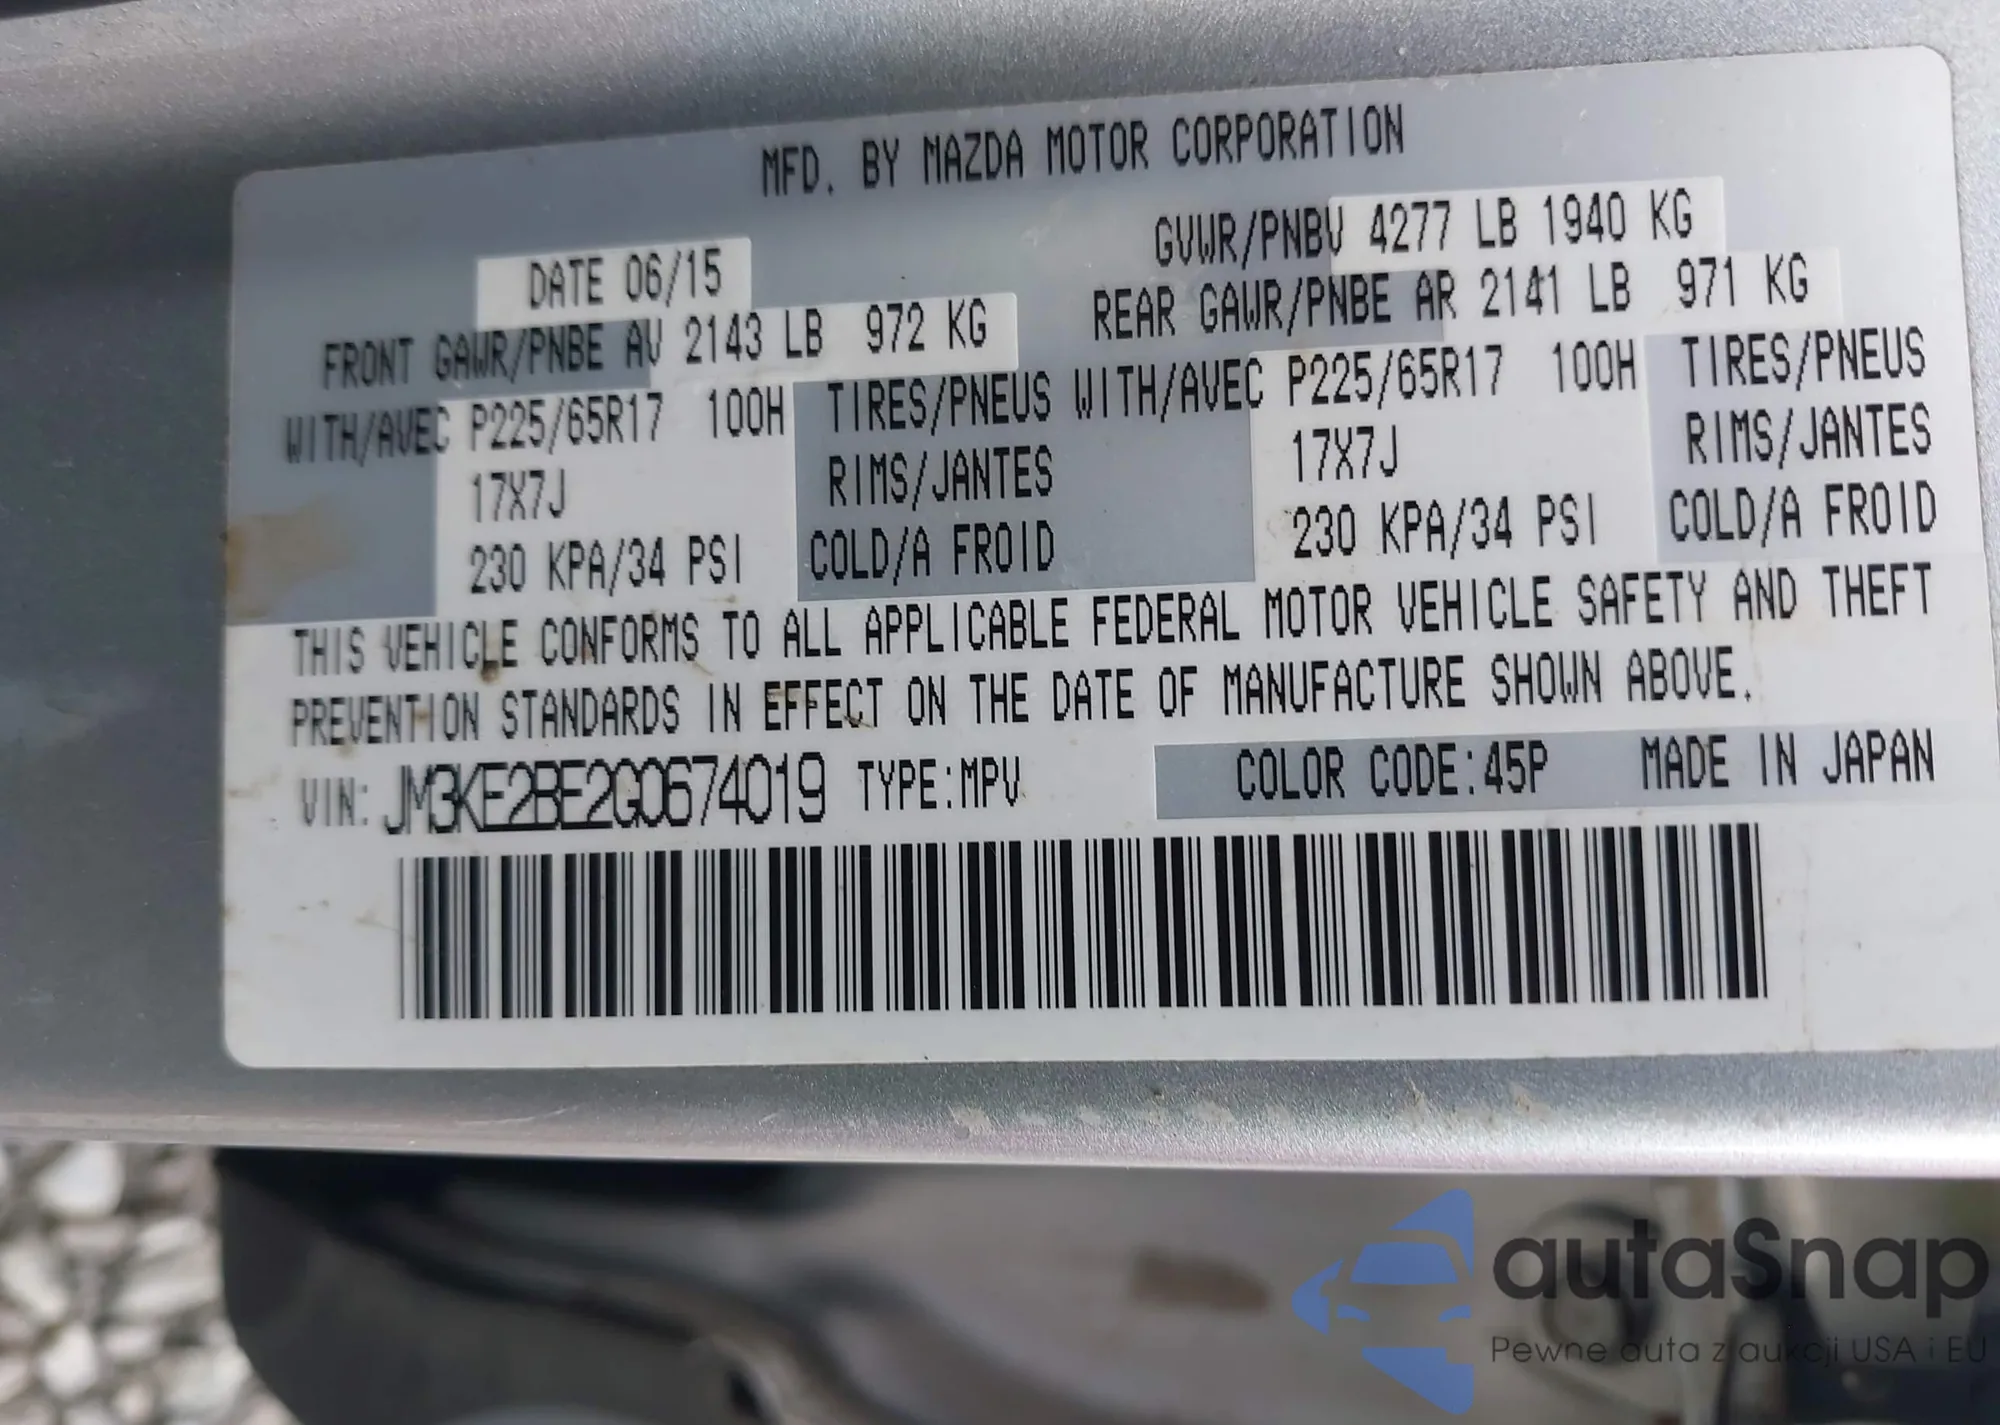 MFD. BY MAZDA MOTOR CORPORATION
DATE 06/15
GVWR/PNBV 4277 LB 1940 KG
FRONT GAWR/PNBE AV 2143 LB 972 KG
REAR GAWR/PNBE AR 2141 LB 971 KG
WITH/AVEC P225/65R17 100H TIRES/PNEUS WITH/AVEC P225/65R17 100H TIRES/PNEUS
17X7J RIMS/JANTES 17X7J RIMS/JANTES
230 KPA/34 PSI COLD/A FROID 230 KPA/34 PSI COLD/A FROID
THIS VEHICLE CONFORMS TO ALL APPLICABLE FEDERAL MOTOR VEHICLE SAFETY AND THEFT
PREVENTION STANDARDS IN EFFECT ON THE DATE OF MANUFACTURE SHOWN ABOVE.
VIN: JM3KE2BE2G0674019 TYPE:MPV COLOR CODE:45P MADE IN JAPAN
autaSnap
Pewne auta z aukcji USA i EU